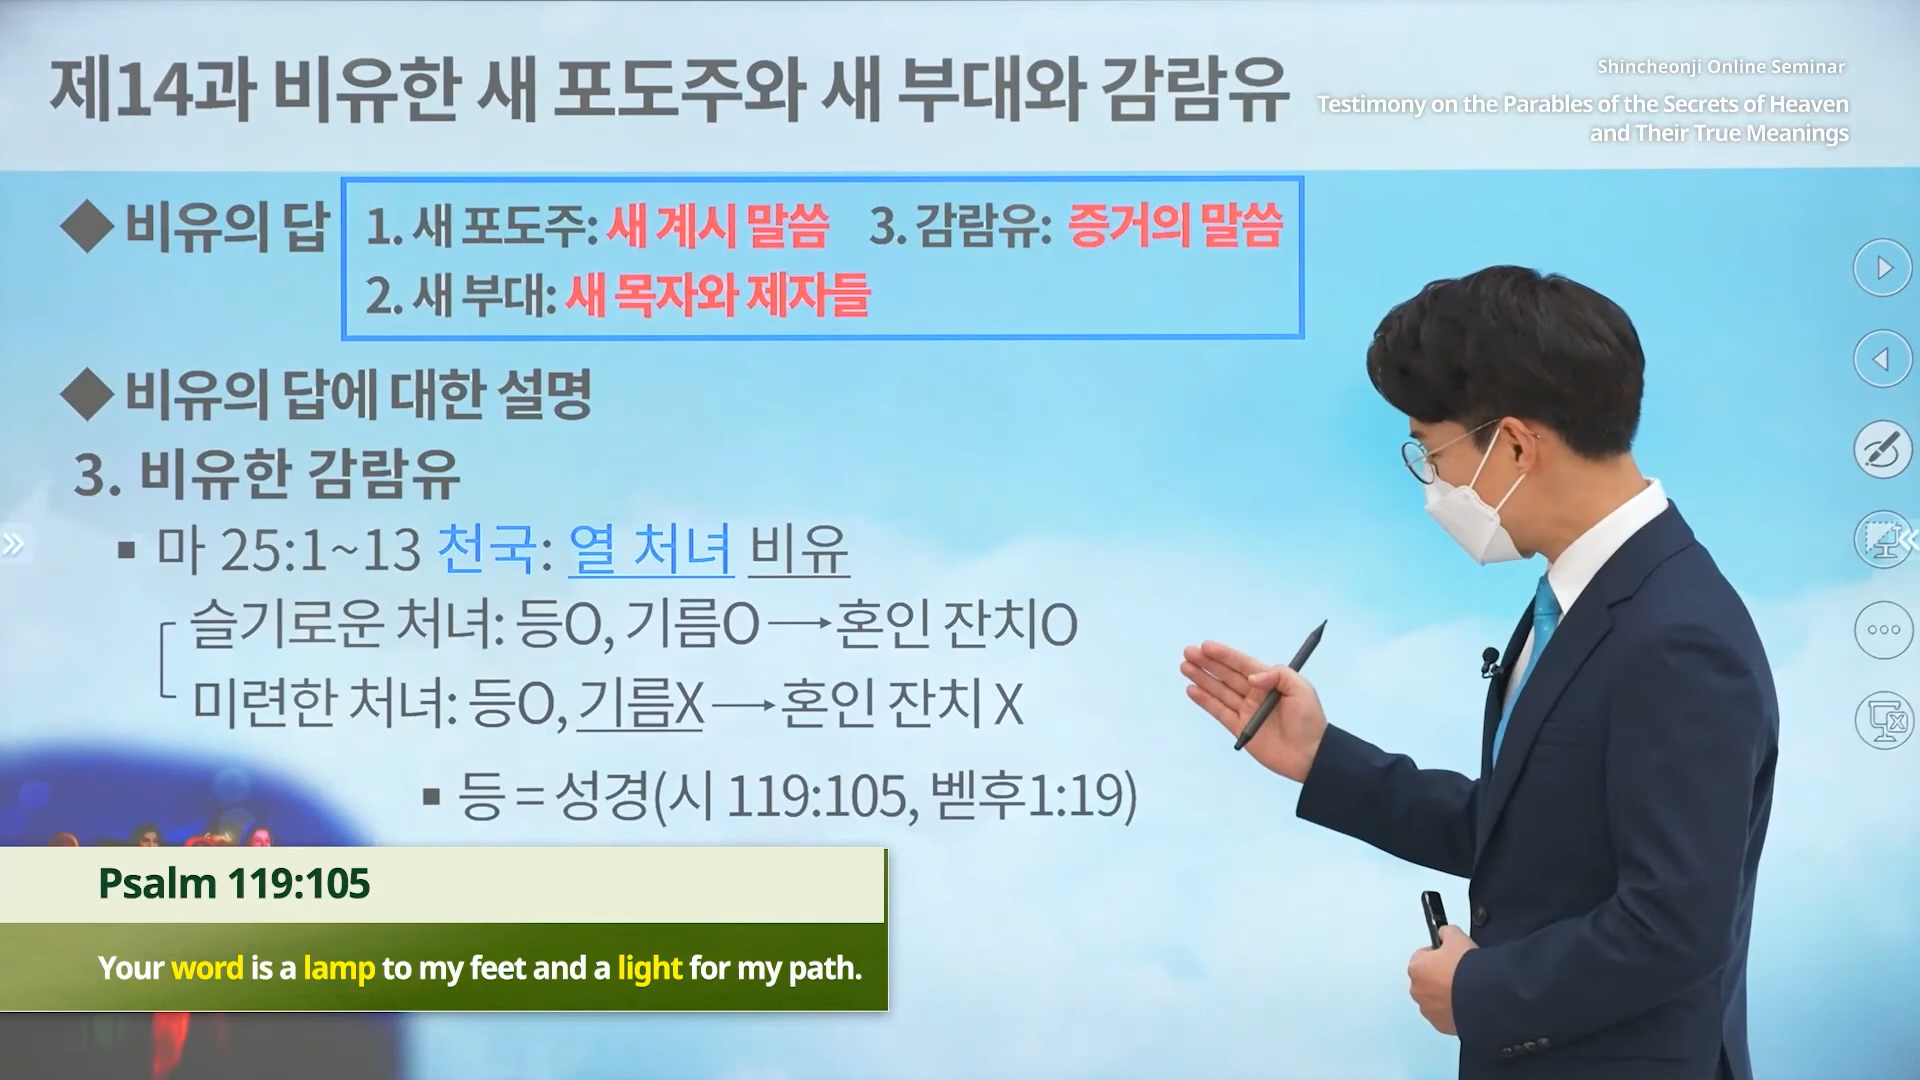 제14과 비유한 새 포도주와 새 부대와 감람유
Shincheonji Online Seminar
Testimony on the Parables of the Secrets of Heaven
and Their True Meanings
◆ 비유의 답
1. 새 포도주: 새 계시 말씀 3. 감람유: 증거의 말씀
2. 새 부대: 새 목자와 제자들
◆ 비유의 답에 대한 설명
3. 비유한 감람유
▪ 마 25:1~13 천국: 열 처녀 비유
슬기로운 처녀: 등O, 기름O → 혼인 잔치O
미련한 처녀: 등O, 기름X → 혼인 잔치 X
▪ 등 = 성경(시 119:105, 벧후1:19)
Psalm 119:105
Your word is a lamp to my feet and a light for my path.